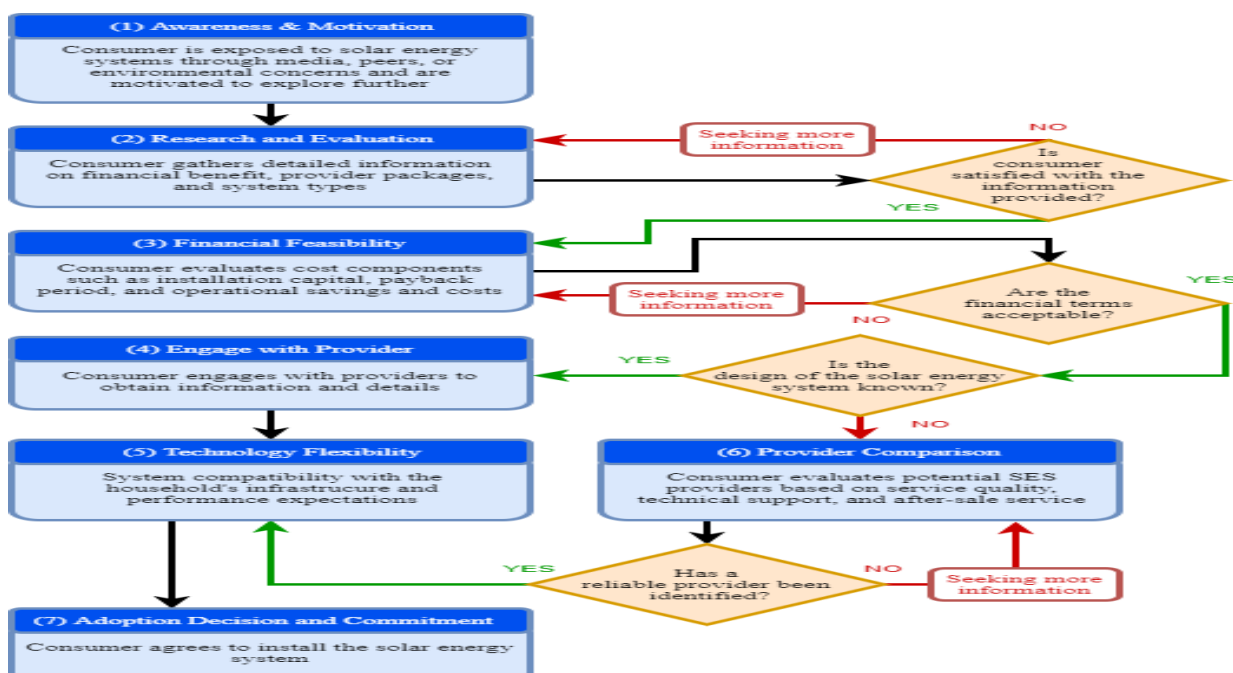 (1) Awareness & Motivation
Consumer is exposed to solar energy
systems through media, peers, or
environmental concerns and are
motivated to explore further
(2) Research and Evaluation
Consumer gathers detailed information
on financial benefit, provider packages,
and system types
Seeking more
information
NO
Is
consumer
satisfied with the
information
provided?
YES
(3) Financial Feasibility
Consumer evaluates cost components
such as installation capital, payback
period, and operational savings and costs
Seeking more
information
NO
Are the
financial terms
acceptable?
YES
(4) Engage with Provider
Consumer engages with providers to
obtain information and details
YES
Is the
design of the solar energy
system known?
NO
(5) Technology Flexibility
System compatibility with the
household's infrastrucure and
performance expectations
(6) Provider Comparison
Consumer evaluates potential SES
providers based on service quality,
technical support, and after-sale service
YES
Has a
reliable provider been
identified?
NO
Seeking more
information
(7) Adoption Decision and Commitment
Consumer agrees to install the solar energy
system